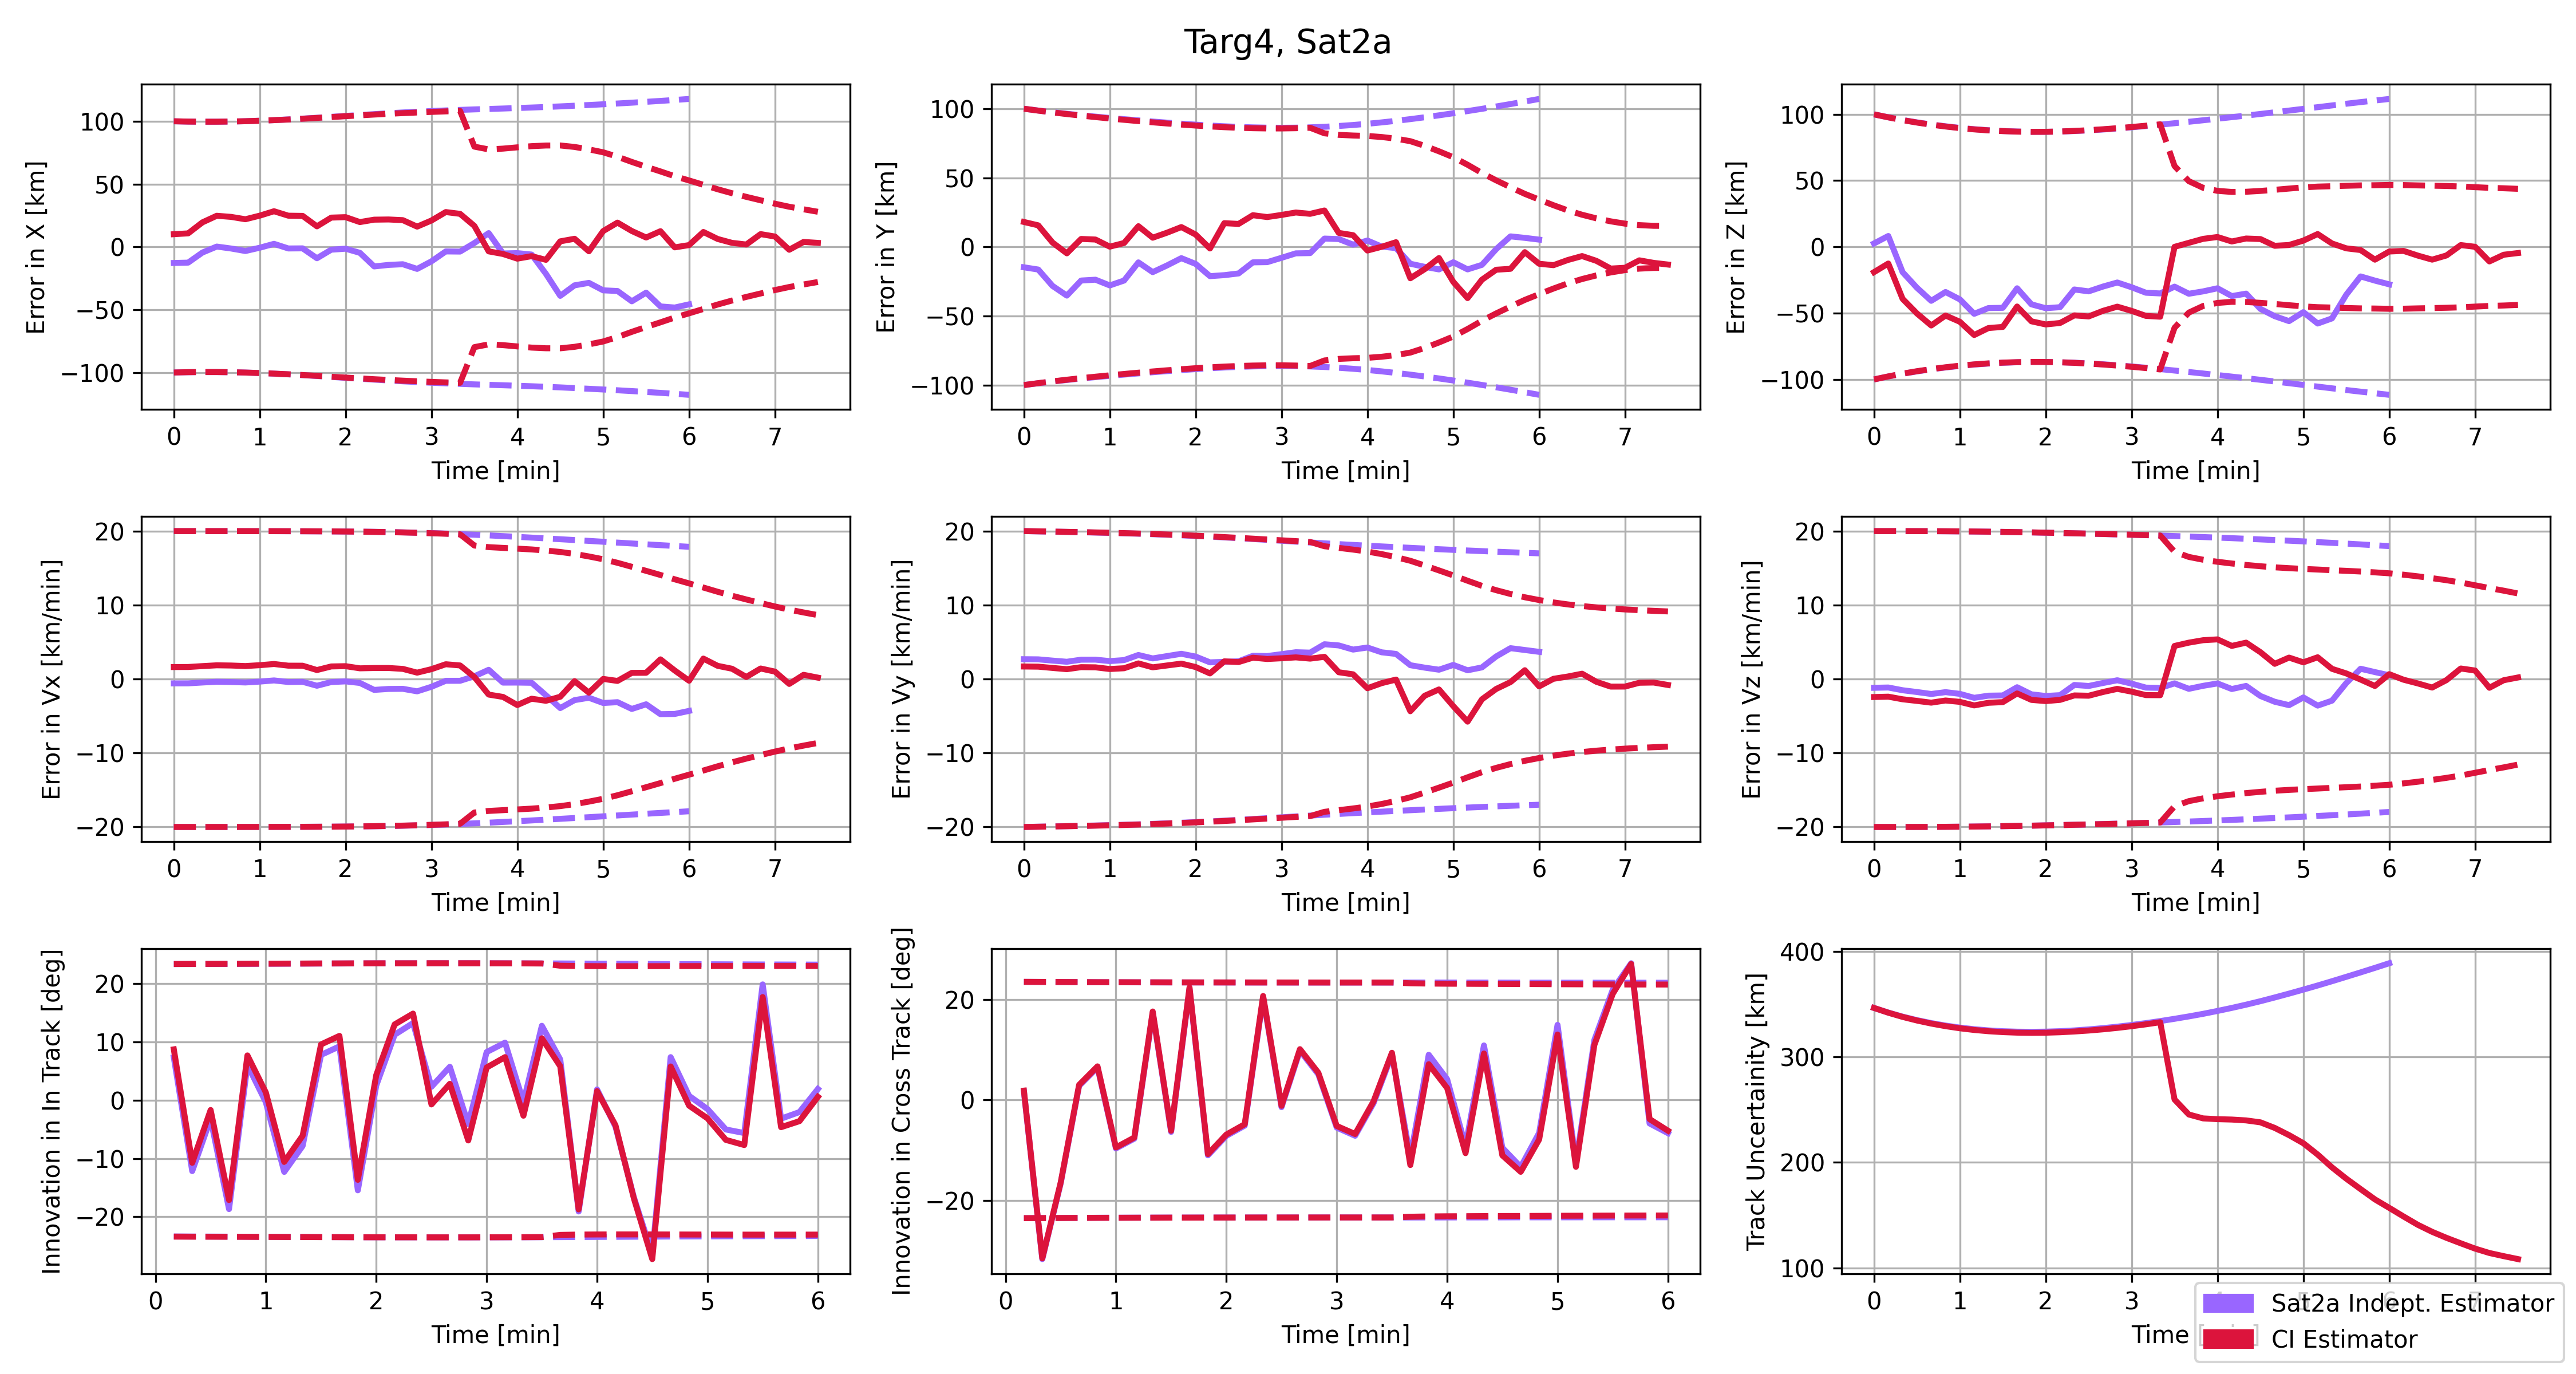 Targ4, Sat2a
Error in X [km]
100
50
0
−50
−100
0 1 2 3 4 5 6 7
Time [min]
Error in Y [km]
100
50
0
−50
−100
0 1 2 3 4 5 6 7
Time [min]
Error in Z [km]
100
50
0
−50
−100
0 1 2 3 4 5 6 7
Time [min]
Error in Vx [km/min]
20
10
0
−10
−20
0 1 2 3 4 5 6 7
Time [min]
Error in Vy [km/min]
20
10
0
−10
−20
0 1 2 3 4 5 6 7
Time [min]
Error in Vz [km/min]
20
10
0
−10
−20
0 1 2 3 4 5 6 7
Time [min]
Innovation in In Track [deg]
20
10
0
−10
−20
0 1 2 3 4 5 6
Time [min]
Innovation in Cross Track [deg]
20
0
−20
0 1 2 3 4 5 6
Time [min]
Track Uncertainity [km]
400
300
200
100
0 1 2 3
Time
Sat2a Indept. Estimator
CI Estimator